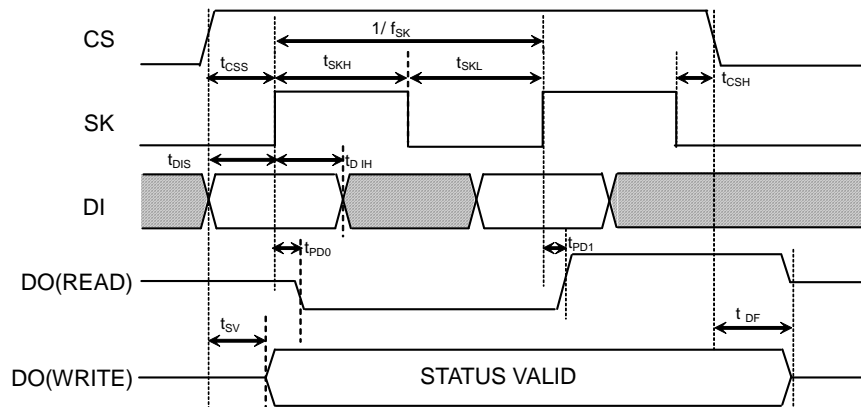 CS
1/ fSK
tCSS
tSKH
tSKL
tCSH
SK
tDIS
tD IH
DI
tPD0
tPD1
DO(READ)
tSV
t DF
DO(WRITE)
STATUS VALID